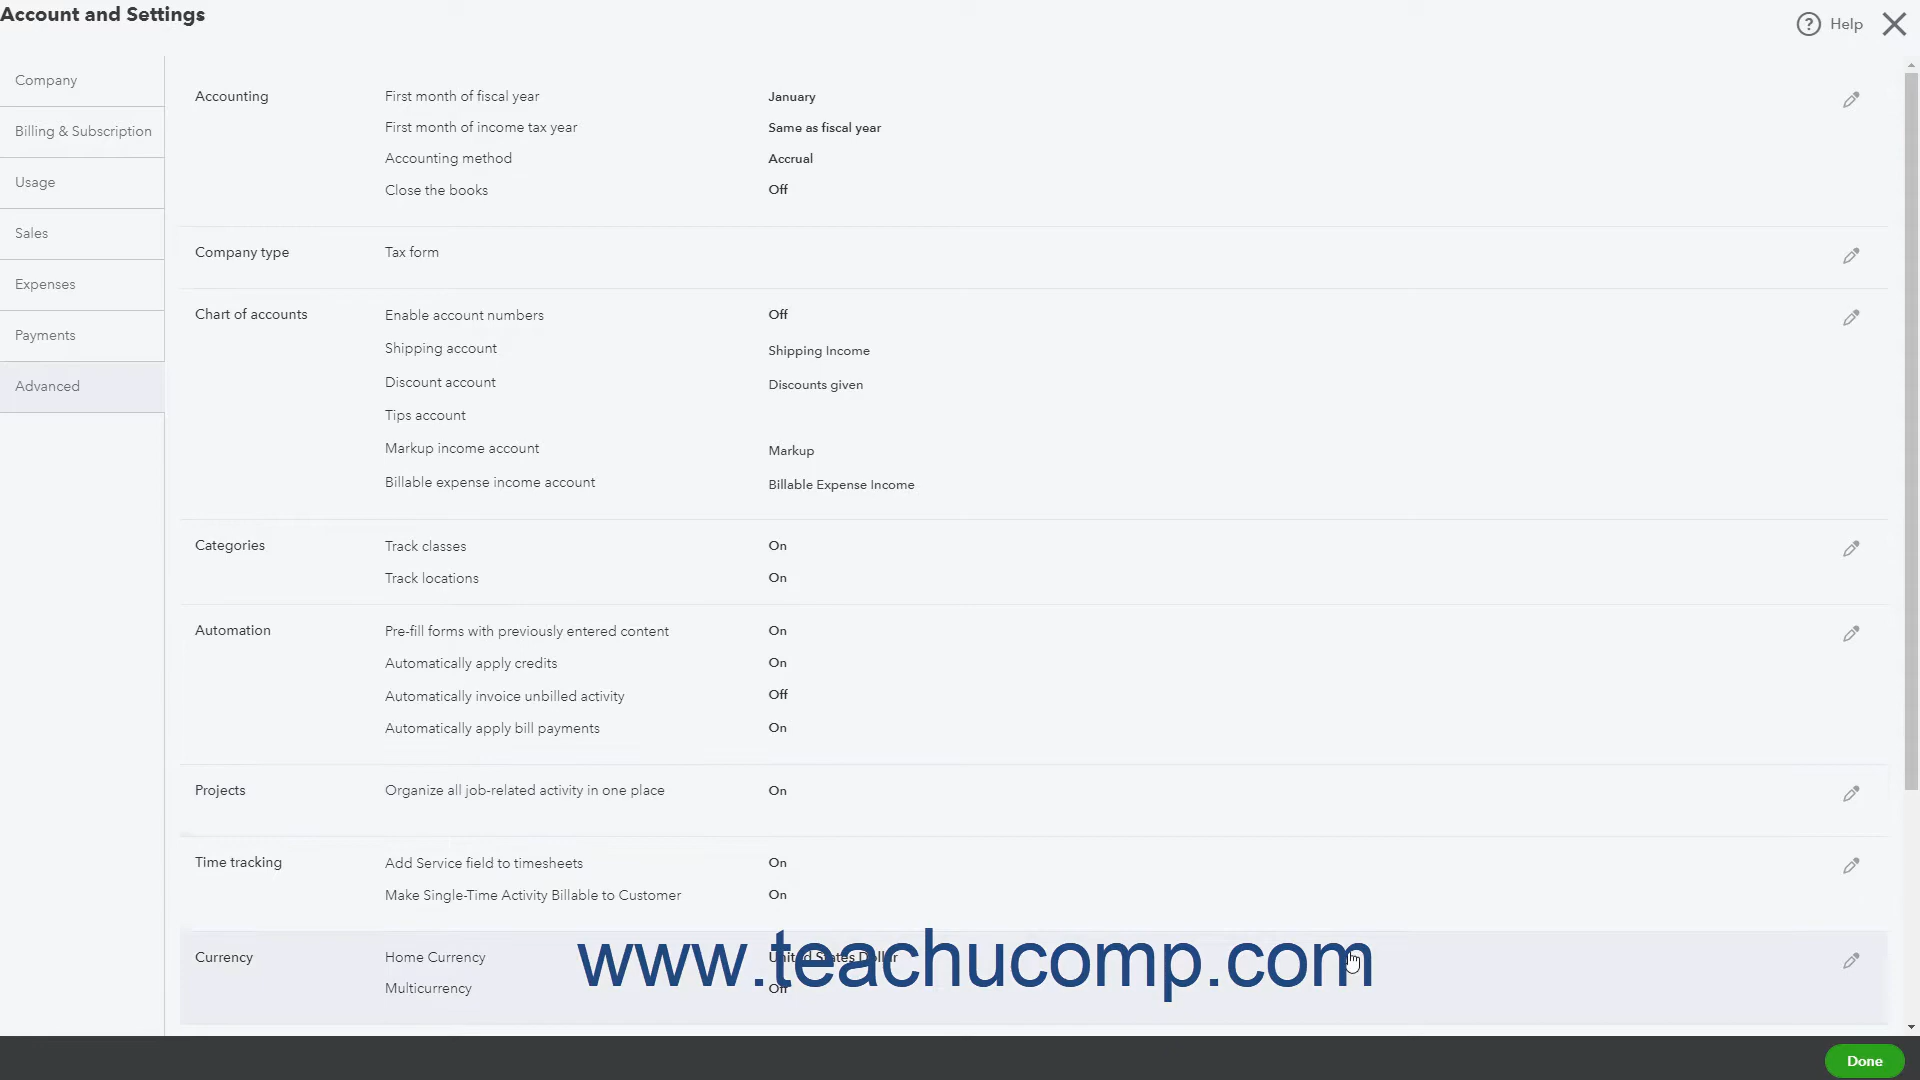 Account and Settings
Help
Company
Billing & Subscription
Usage
Sales
Expenses
Payments
Advanced
Accounting
First month of fiscal year January
First month of income tax year Same as fiscal year
Accounting method Accrual
Close the books Off
Company type
Tax form
Chart of accounts
Enable account numbers Off
Shipping account Shipping Income
Discount account Discounts given
Tips account
Markup income account Markup
Billable expense income account Billable Expense Income
Categories
Track classes On
Track locations On
Automation
Pre-fill forms with previously entered content On
Automatically apply credits On
Automatically invoice unbilled activity Off
Automatically apply bill payments On
Projects
Organize all job-related activity in one place On
Time tracking
Add Service field to timesheets On
Make Single-Time Activity Billable to Customer On
Currency
Home Currency United States Dollar
Multicurrency Off
www.teachucomp.com
Done